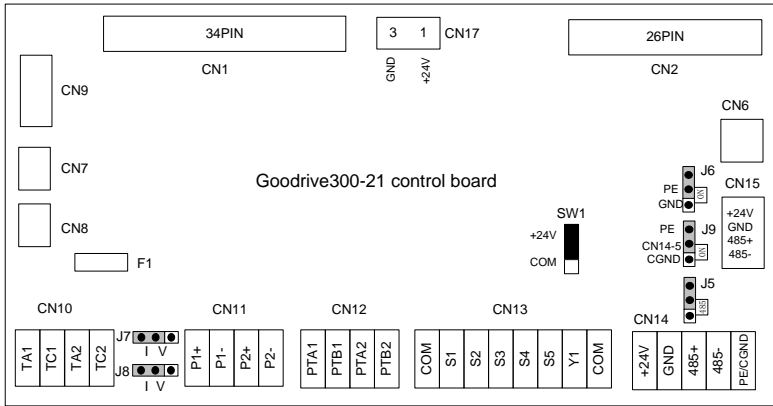 34PIN
CN1
3 1
CN17
GND
+24V
26PIN
CN2
CN9
CN6
CN7
Goodrive300-21 control board
J6
PE
NO
GND
CN15
+24V
GND
485+
485-
CN8
SW1
+24V
COM
PE
J9
CN14-5
NO
CGND
F1
J5
485
CN10
TA1
TC1
TA2
TC2
J7
I V
J8
I V
CN11
P1+
P1-
P2+
P2-
CN12
PTA1
PTB1
PTA2
PTB2
CN13
COM
S1
S2
S3
S4
S5
Y1
COM
CN14
+24V
GND
485+
485-
PE/CGND